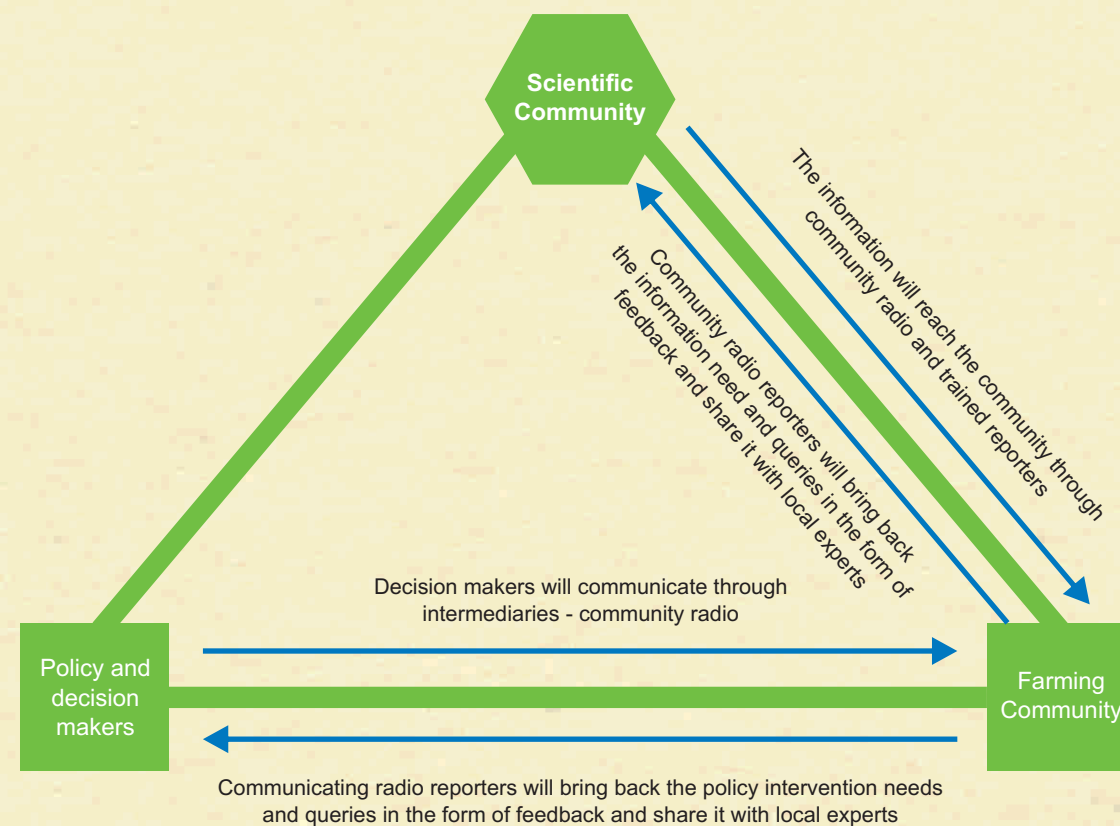 Scientific
Community
The information will reach the community through
community radio and trained reporters
Community radio reporters will bring back
the information need and queries in the form of
feedback and share it with local experts
Decision makers will communicate through
intermediaries - community radio
Policy and
decision
makers
Farming
Community
Communicating radio reporters will bring back the policy intervention needs
and queries in the form of feedback and share it with local experts